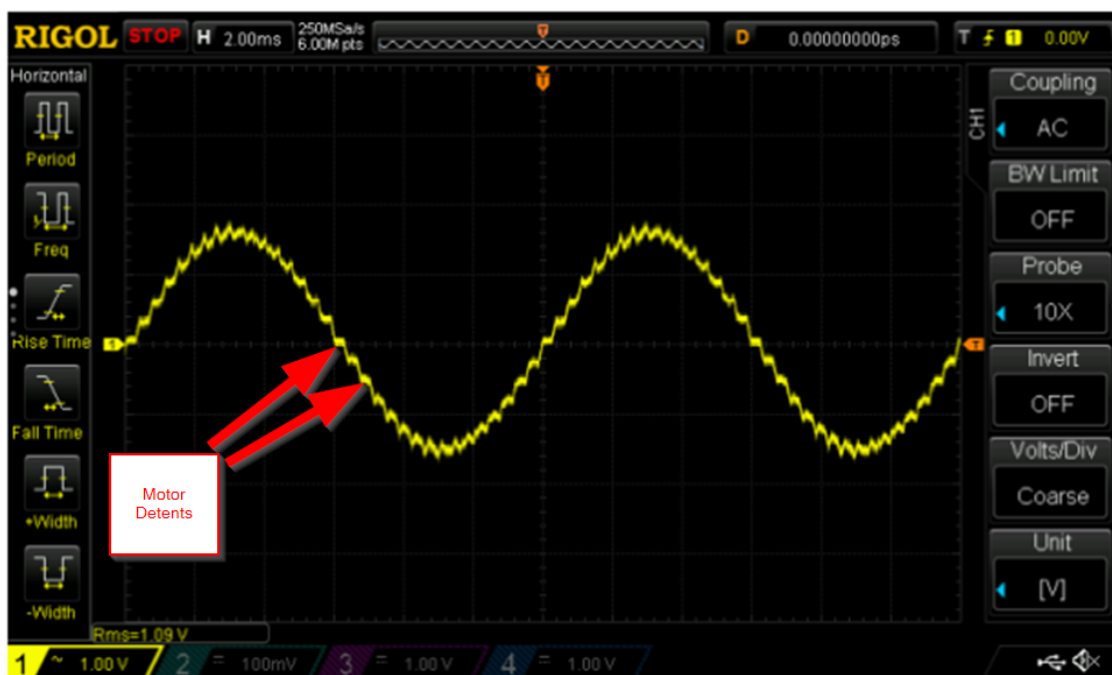 RIGOL STOP H 2.00ms 250MSa/s D 0.00000000ps T 1 0.00V
6.00M pts
T
Horizontal
T
Period
Freq
Rise Time
Fall Time
+Width
-Width
1
T
Motor
Detents
CH1
Coupling
AC
BW Limit
OFF
Probe
10X
Invert
OFF
Volts/Div
Coarse
Unit
[V]
Rms=1.09 V
1 ~ 1.00 V 2 = 100mV 3 = 1.00 V 4 = 1.00 V